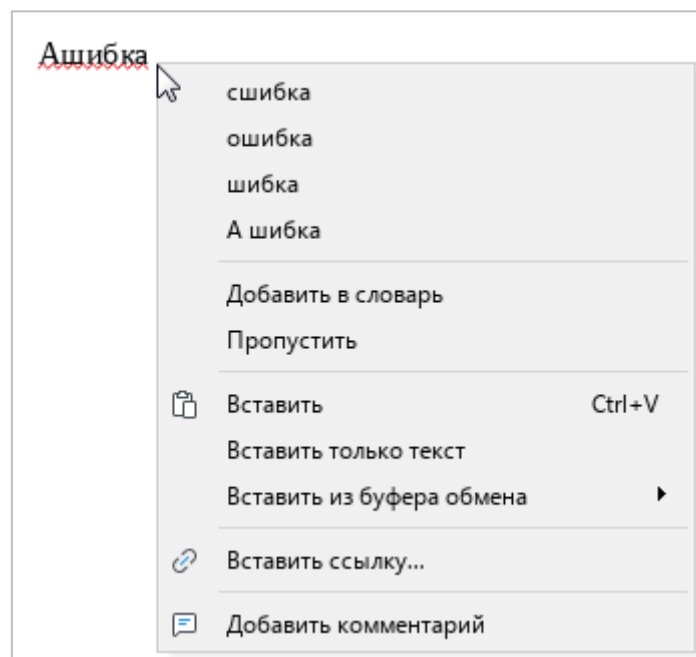 Ашибка
сшибка
ошибка
шибка
А шибка
Добавить в словарь
Пропустить
Вставить Ctrl+V
Вставить только текст
Вставить из буфера обмена
Вставить ссылку...
Добавить комментарий